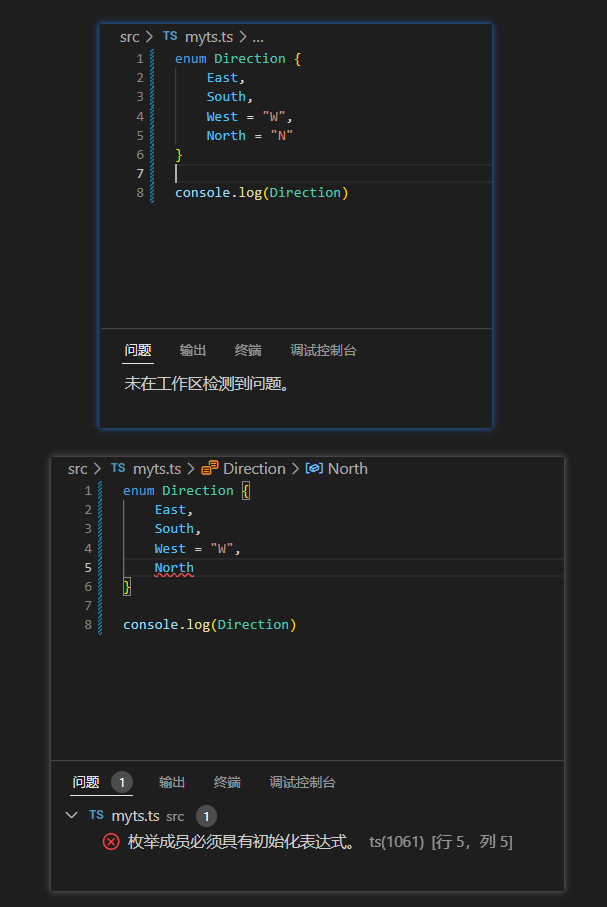 src > TS myts.ts > ...
1 enum Direction {
2 East,
3 South,
4 West = "W",
5 North = "N"
6 }
7
8 console.log(Direction)
问题 输出 终端 调试控制台
未在工作区检测到问题。
src > TS myts.ts > Direction > North
1 enum Direction {
2 East,
3 South,
4 West = "W",
5 North
6 }
7
8 console.log(Direction)
问题 1 输出 终端 调试控制台
TS myts.ts src 1
枚举成员必须具有初始化表达式。 ts(1061) [行 5，列 5]